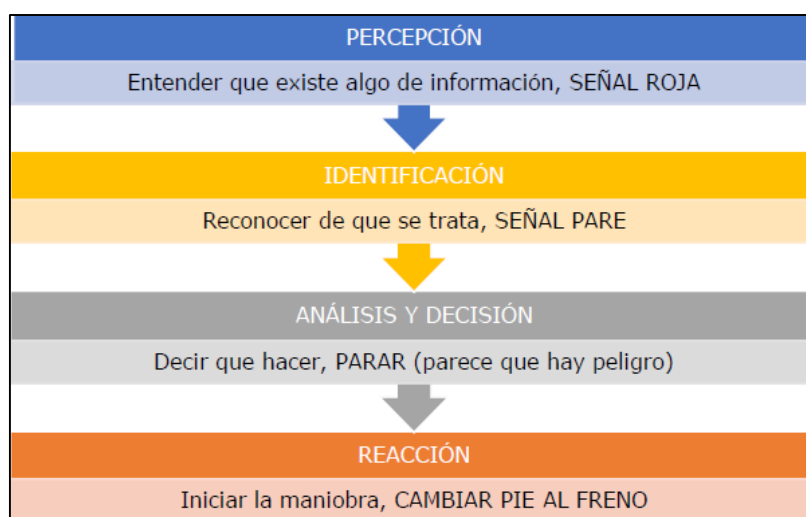 PERCEPCIÓN
Entender que existe algo de información, SEÑAL ROJA
IDENTIFICACIÓN
Reconocer de que se trata, SEÑAL PARE
ANÁLISIS Y DECISIÓN
Decir que hacer, PARAR (parece que hay peligro)
REACCIÓN
Iniciar la maniobra, CAMBIAR PIE AL FRENO